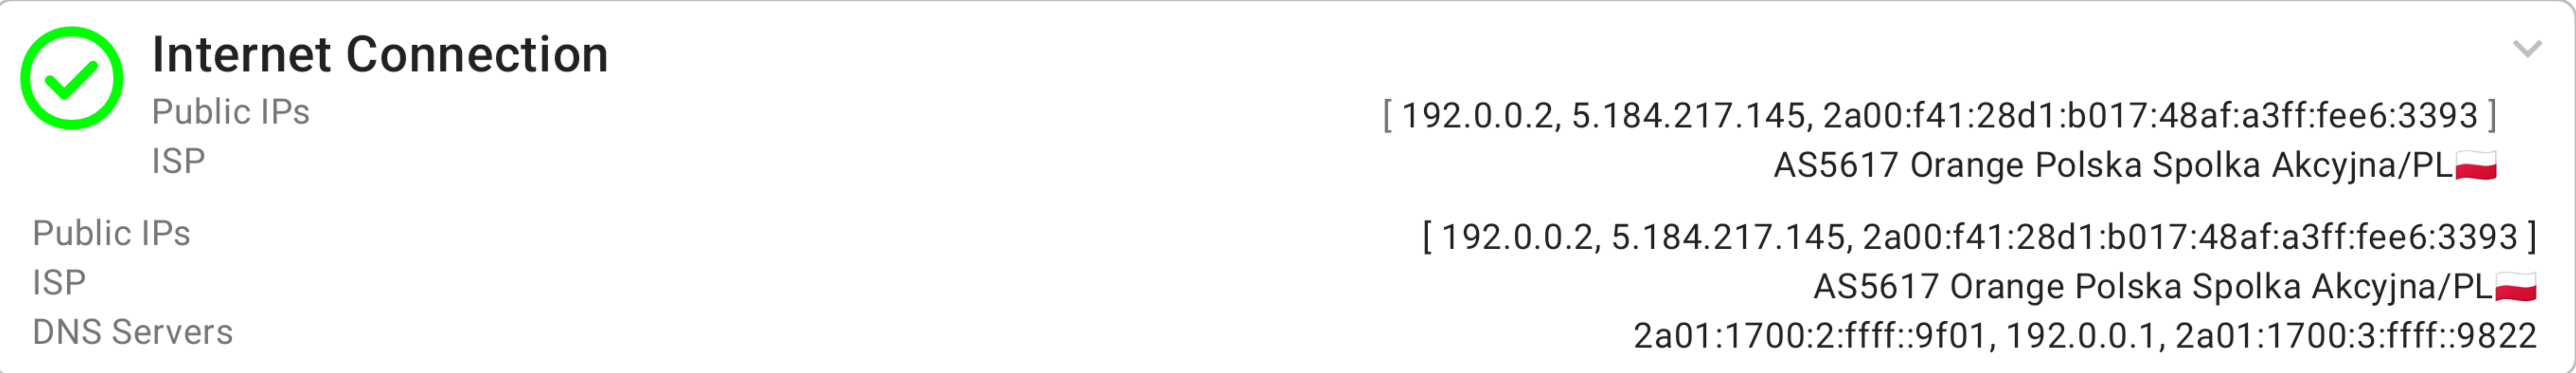 Internet Connection
Public IPs [ 192.0.0.2, 5.184.217.145, 2a00:f41:28d1:b017:48af:a3ff:fee6:3393 ]
ISP AS5617 Orange Polska Spolka Akcyjna/PL🇵🇱
Public IPs [ 192.0.0.2, 5.184.217.145, 2a00:f41:28d1:b017:48af:a3ff:fee6:3393 ]
ISP AS5617 Orange Polska Spolka Akcyjna/PL🇵🇱
DNS Servers 2a01:1700:2:ffff::9f01, 192.0.0.1, 2a01:1700:3:ffff::9822